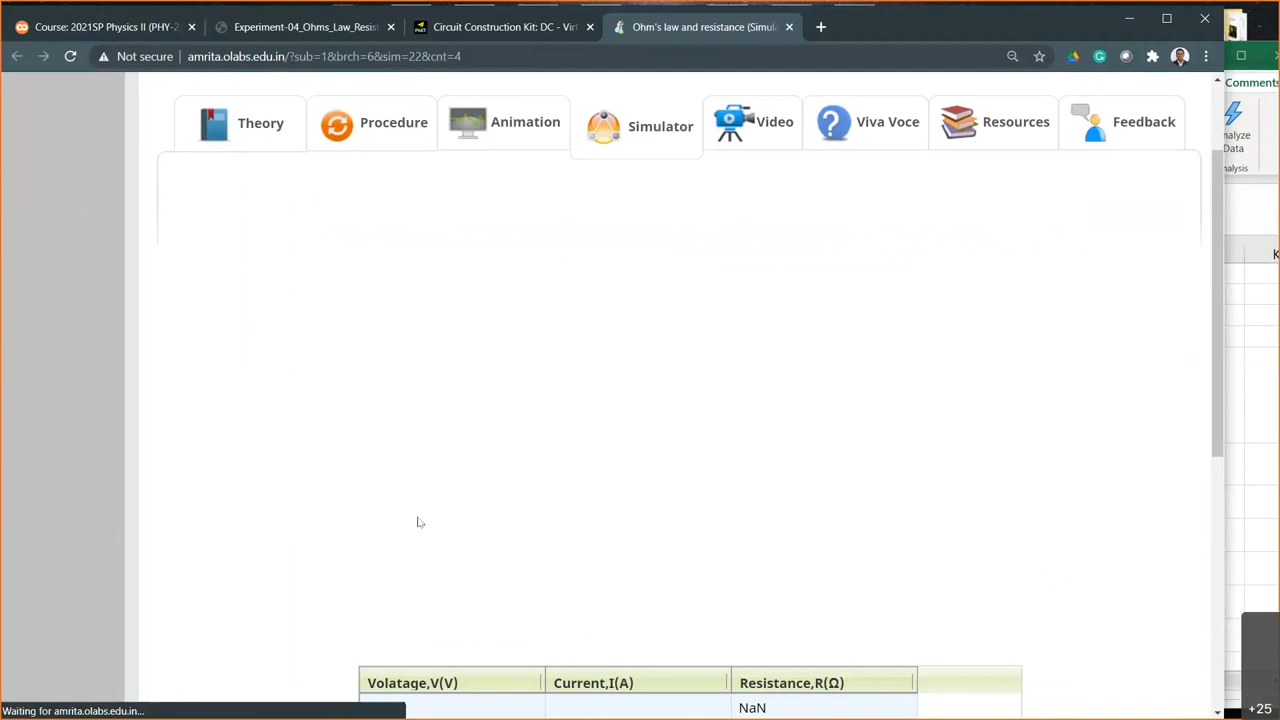 Course: 2021SP Physics II (PHY-
Experiment-04_Ohms_Law_Resis
Circuit Construction Kit: DC - Virt
Ohm's law and resistance (Simul
Not secure
amrita.olabs.edu.in/?sub=1&brch=6&sim=22&cnt=4
Comments
Theory
Procedure
Animation
Simulator
Video
Viva Voce
Resources
Feedback
nalyze
Data
nalysis
K
Volatage,V(V)
Current,I(A)
Resistance,R(Ω)
NaN
Waiting for amrita.olabs.edu.in...
+25